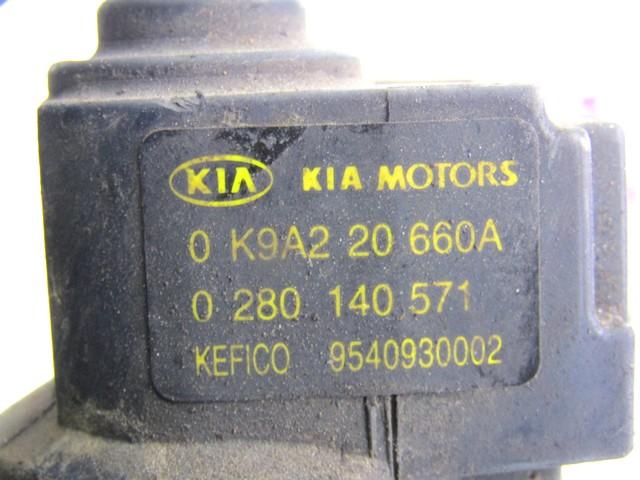 KIA KIA MOTORS
0 K9A2 20 660A
0 280 140 571
KEFICO 9540930002